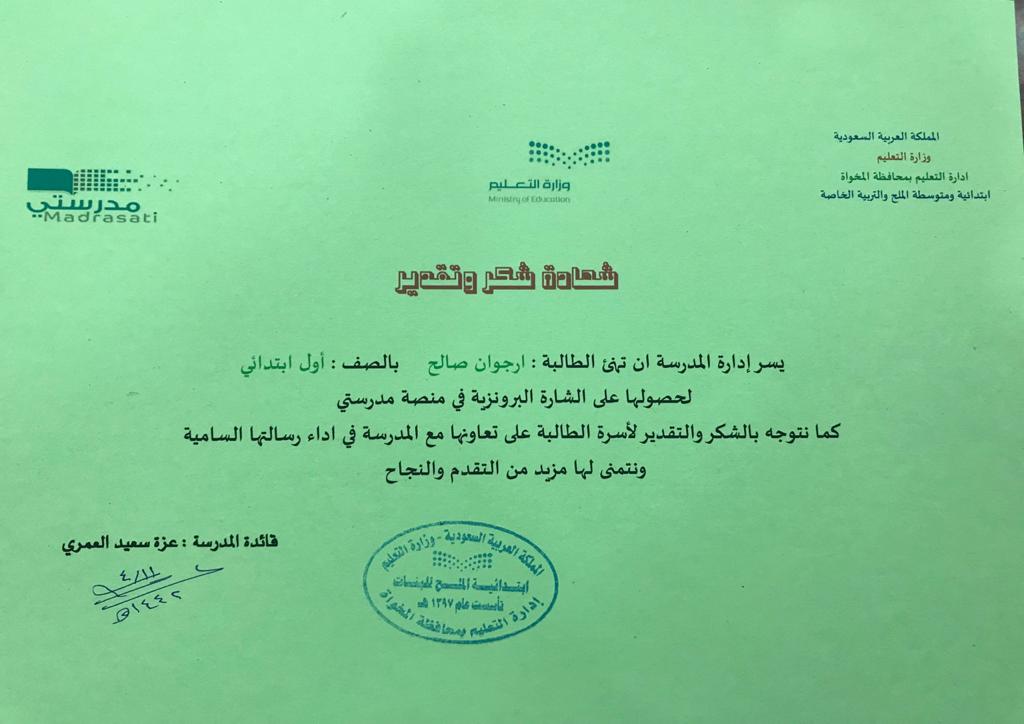 المملكة العربية السعودية
وزارة التعليم
ادارة التعليم بمحافظة المخواة
ابتدائية ومتوسطة الملح والتربية الخاصة
وزارة التعـــليم
Ministry of Education
مدرستي
Madrasati
شهادة شكر وتقدير
يسر إدارة المدرسة ان تهنئ الطالبة : ارجوان صالح بالصف : أول ابتدائي
لحصولها على الشارة البرونزية في منصة مدرستي
كما نتوجه بالشكر والتقدير لأسرة الطالبة على تعاونها مع المدرسة في اداء رسالتها السامية
ونتمنى لها مزيد من التقدم والنجاح
قائدة المدرسة : عزة سعيد العمري
٤/١١
١٤٤٢هـ
المملكة العربية السعودية - وزارة التعليم
ابتدائية الملح للبنات
تأسست عام ١٣٩٧ هـ
إدارة التعليم بمحافظة المخواة